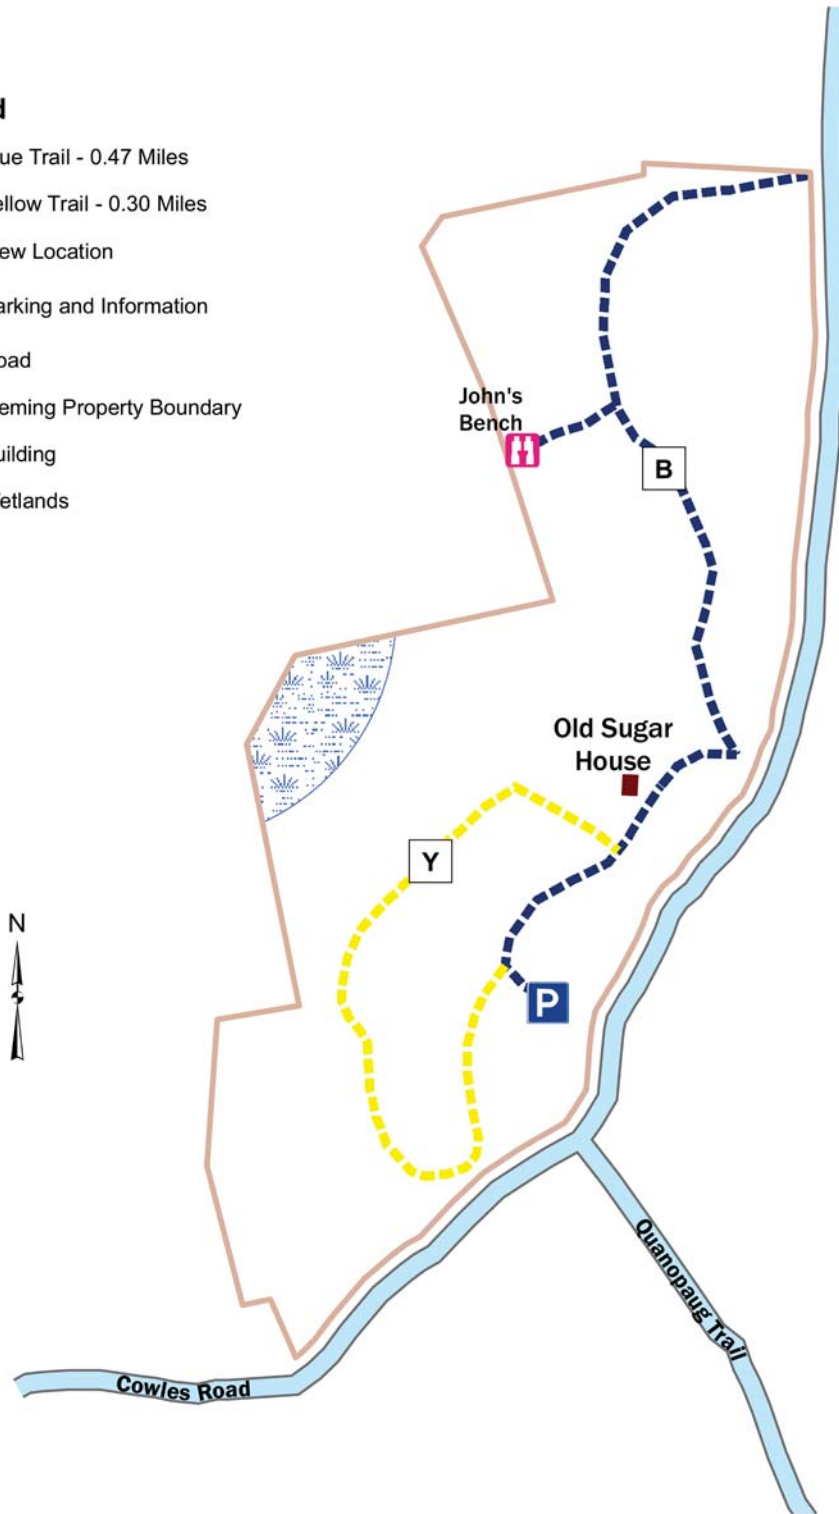 d
ue Trail - 0.47 Miles
ellow Trail - 0.30 Miles
ew Location
arking and Information
oad
eming Property Boundary
uilding
etlands
John's
Bench
B
Old Sugar
House
Y
N
P
Quanopaug Trail
Cowles Road